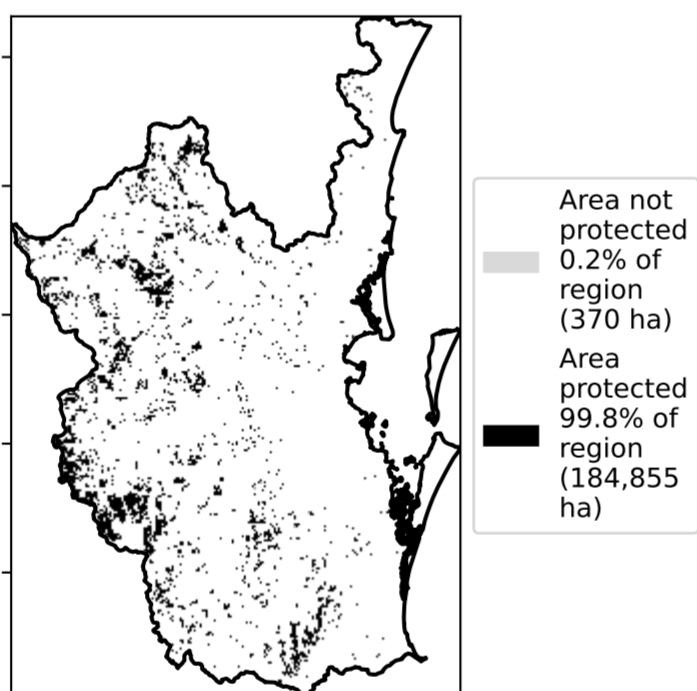 Area not
protected
0.2% of
region
(370 ha)
Area
protected
99.8% of
region
(184,855
ha)